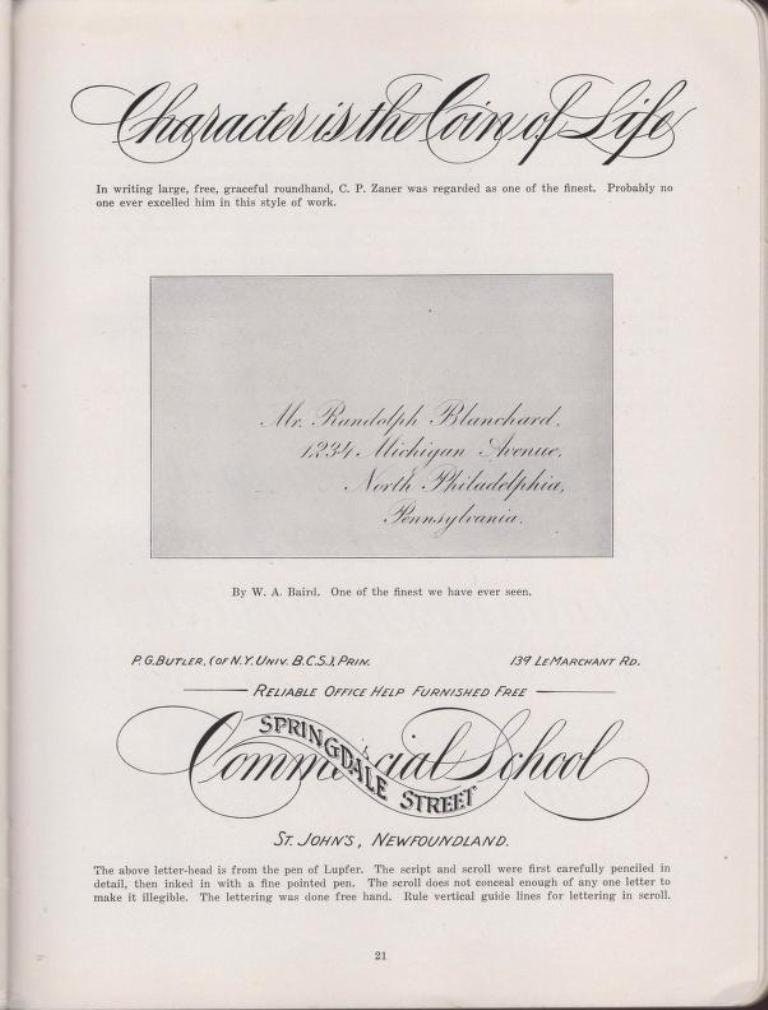 Character is the Coin of Life
In writing large, free, graceful roundhand, C. P. Zaner was regarded as one of the finest. Probably no
one ever excelled him in this style of work.
Mr. Randolph Blanchard.
1234 Michigan Avenue.
North Philadelphia,
Pennsylvania.
By W. A. Baird. One of the finest we have ever seen.
P. G. BUTLER, (OF N. Y. UNIV. B.C.S.), PRIN. 139 LEMARCHANT RD.
RELIABLE OFFICE HELP FURNISHED FREE
SPRINGDALE STREET
Commercial School
ST. JOHN'S, NEWFOUNDLAND.
The above letter-head is from the pen of Lupfer. The script and scroll were first carefully penciled in
detail, then inked in with a fine pointed pen. The scroll does not conceal enough of any one letter to
make it illegible. The lettering was done free hand. Rule vertical guide lines for lettering in scroll.
21